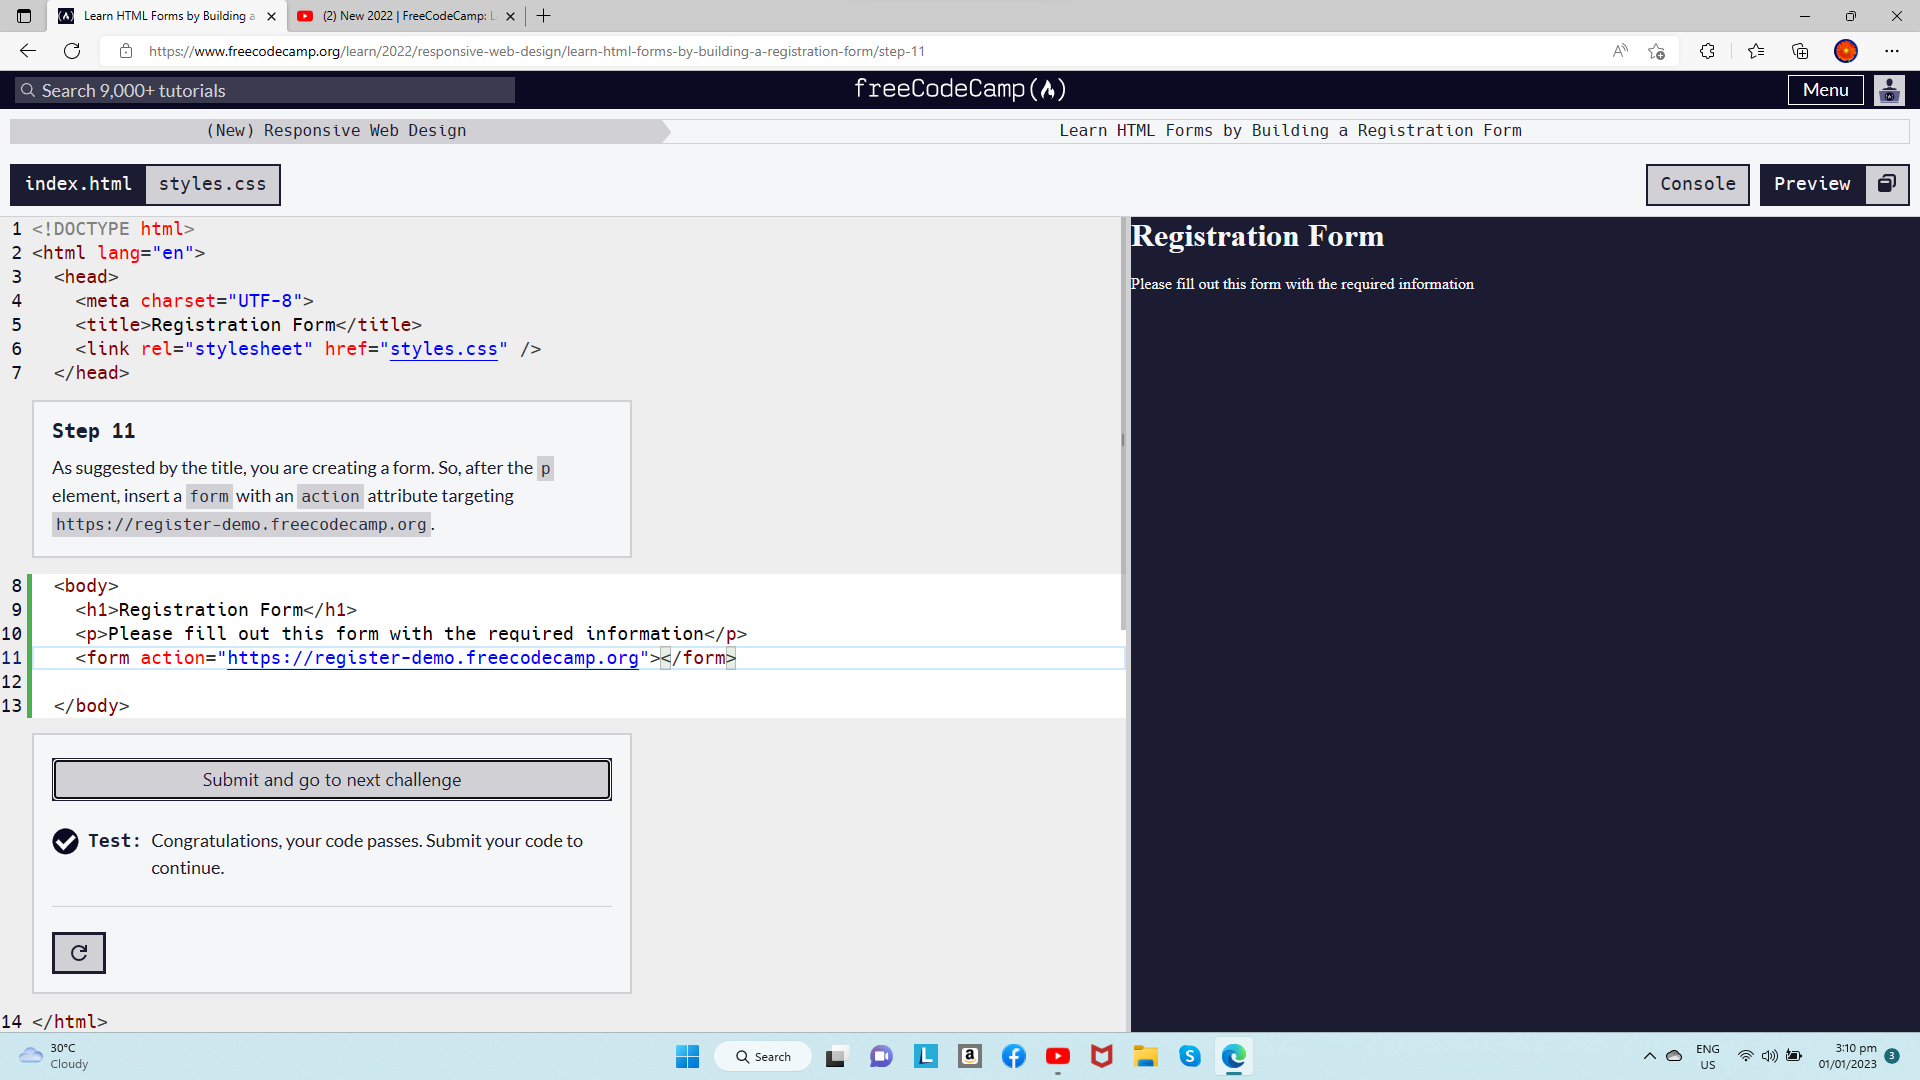 Learn HTML Forms by Building a
(2) New 2022 | FreeCodeCamp: L
https://www.freecodecamp.org/learn/2022/responsive-web-design/learn-html-forms-by-building-a-registration-form/step-11
Search 9,000+ tutorials
freeCodeCamp
Menu
(New) Responsive Web Design
Learn HTML Forms by Building a Registration Form
index.html
styles.css
Console
Preview
1 <!DOCTYPE html>
2 <html lang="en">
3 <head>
4 <meta charset="UTF-8">
5 <title>Registration Form</title>
6 <link rel="stylesheet" href="styles.css" />
7 </head>
Step 11
As suggested by the title, you are creating a form. So, after the p
element, insert a form with an action attribute targeting
https://register-demo.freecodecamp.org.
8 <body>
9 <h1>Registration Form</h1>
10 <p>Please fill out this form with the required information</p>
11 <form action="https://register-demo.freecodecamp.org"></form>
12
13 </body>
Submit and go to next challenge
Test: Congratulations, your code passes. Submit your code to
continue.
14 </html>
Registration Form
Please fill out this form with the required information
30°C
Cloudy
Search
ENG
US
3:10 pm
01/01/2023
3